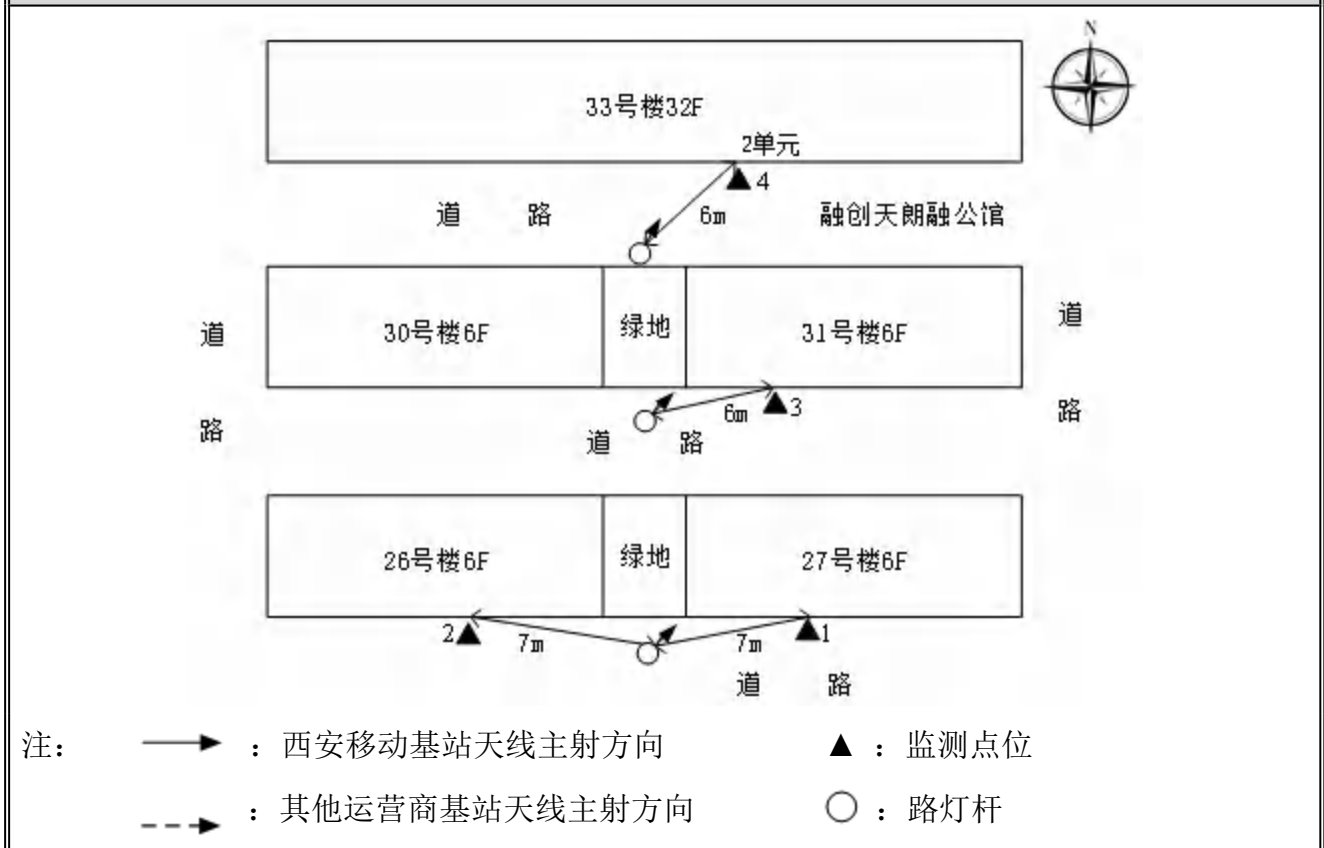 N
33号楼32F
2单元
4
道 路
6m
融创天朗融公馆
道 路
30号楼6F
绿地
31号楼6F
道 路
6m
3
道 路
26号楼6F
绿地
27号楼6F
2
7m
7m
1
道 路
注： ：西安移动基站天线主射方向 ▲ ：监测点位
：其他运营商基站天线主射方向 ○ ：路灯杆